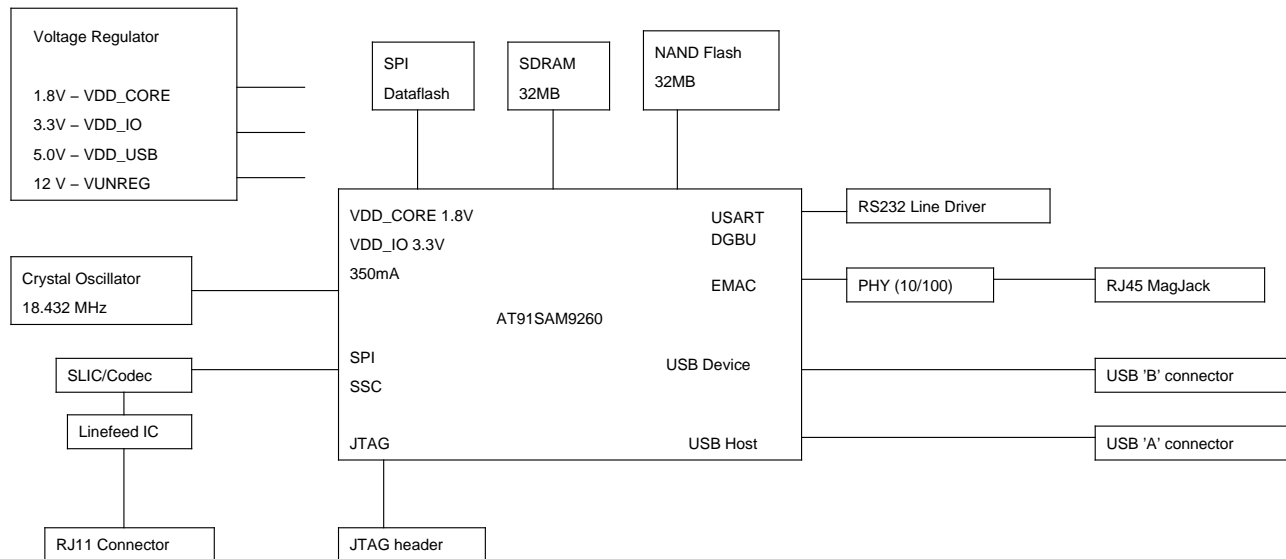 Voltage Regulator
1.8V – VDD_CORE
3.3V – VDD_IO
5.0V – VDD_USB
12 V – VUNREG
SPI
Dataflash
SDRAM
32MB
NAND Flash
32MB
VDD_CORE 1.8V
VDD_IO 3.3V
350mA
USART
DGBU
EMAC
AT91SAM9260
SPI
SSC
USB Device
JTAG
USB Host
RS232 Line Driver
PHY (10/100)
RJ45 MagJack
USB 'B' connector
USB 'A' connector
Crystal Oscillator
18.432 MHz
SLIC/Codec
Linefeed IC
RJ11 Connector
JTAG header